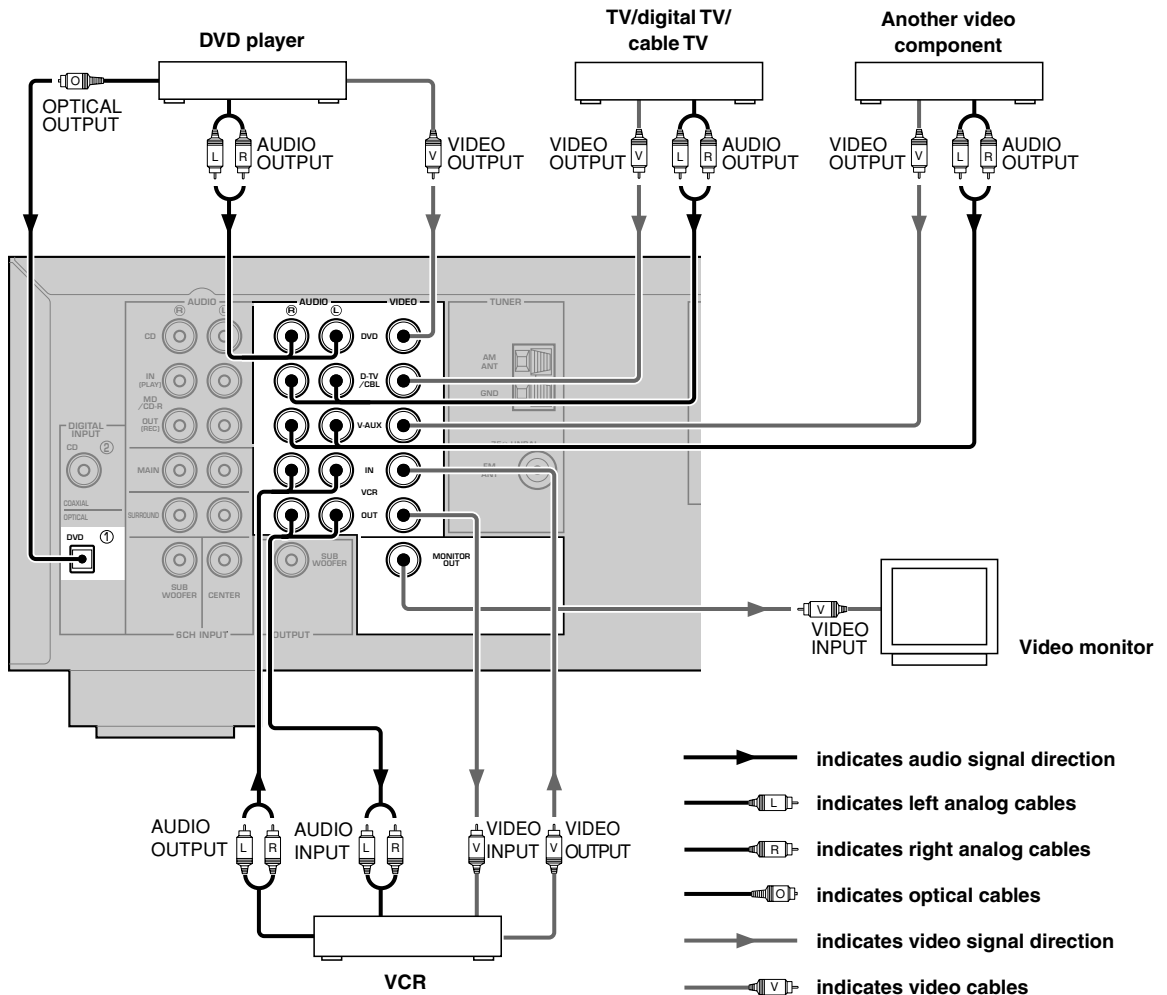 DVD player
TV/digital TV/
cable TV
Another video
component
O
OPTICAL
OUTPUT
L R
AUDIO
OUTPUT
V
VIDEO
OUTPUT
VIDEO
OUTPUT
V
L R
AUDIO
OUTPUT
VIDEO
OUTPUT
V
L R
AUDIO
OUTPUT
AUDIO
R L
AUDIO
R L
VIDEO
TUNER
CD
DVD
AM
ANT
GND
IN
(PLAY)
MD
/CD-R
OUT
(REC)
D-TV
/CBL
V-AUX
DIGITAL
INPUT
CD ②
COAXIAL
OPTICAL
DVD ①
MAIN
SURROUND
IN
VCR
OUT
FM
ANT
SUB
WOOFER
CENTER
6CH INPUT
SUB
WOOFER
OUTPUT
MONITOR
OUT
V
VIDEO
INPUT
Video monitor
AUDIO
OUTPUT
L R
AUDIO
INPUT
L R
V
VIDEO
INPUT
V
VIDEO
OUTPUT
VCR
indicates audio signal direction
L indicates left analog cables
R indicates right analog cables
O indicates optical cables
indicates video signal direction
V indicates video cables